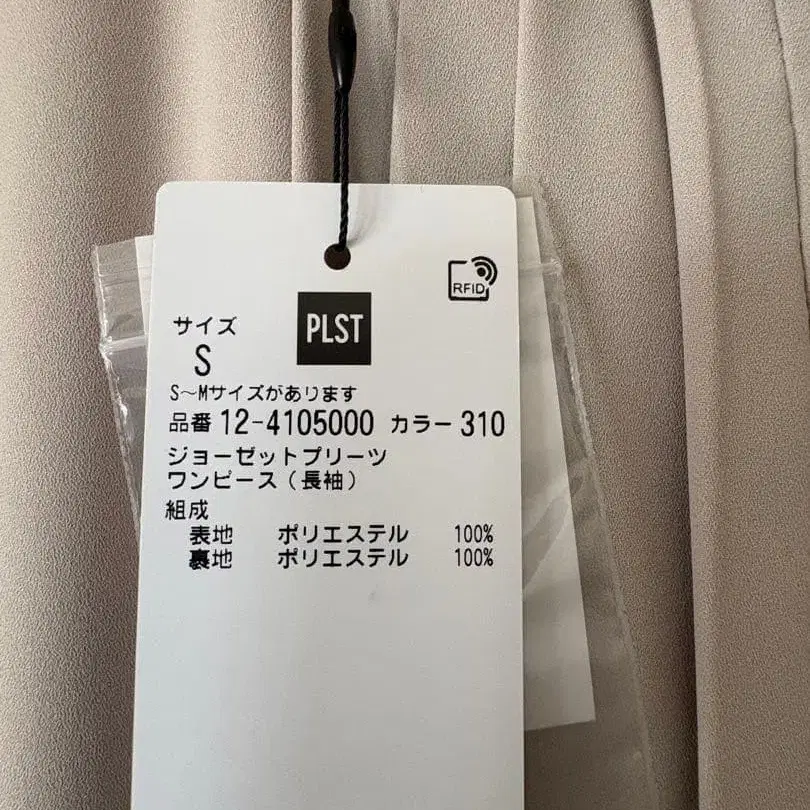 RFID
PLST
サイズ
S
S~Mサイズがあります
品番 12-4105000 カラー 310
ジョーゼットプリーツ
ワンピース(長袖)
組成
表地 ポリエステル 100%
裏地 ポリエステル 100%